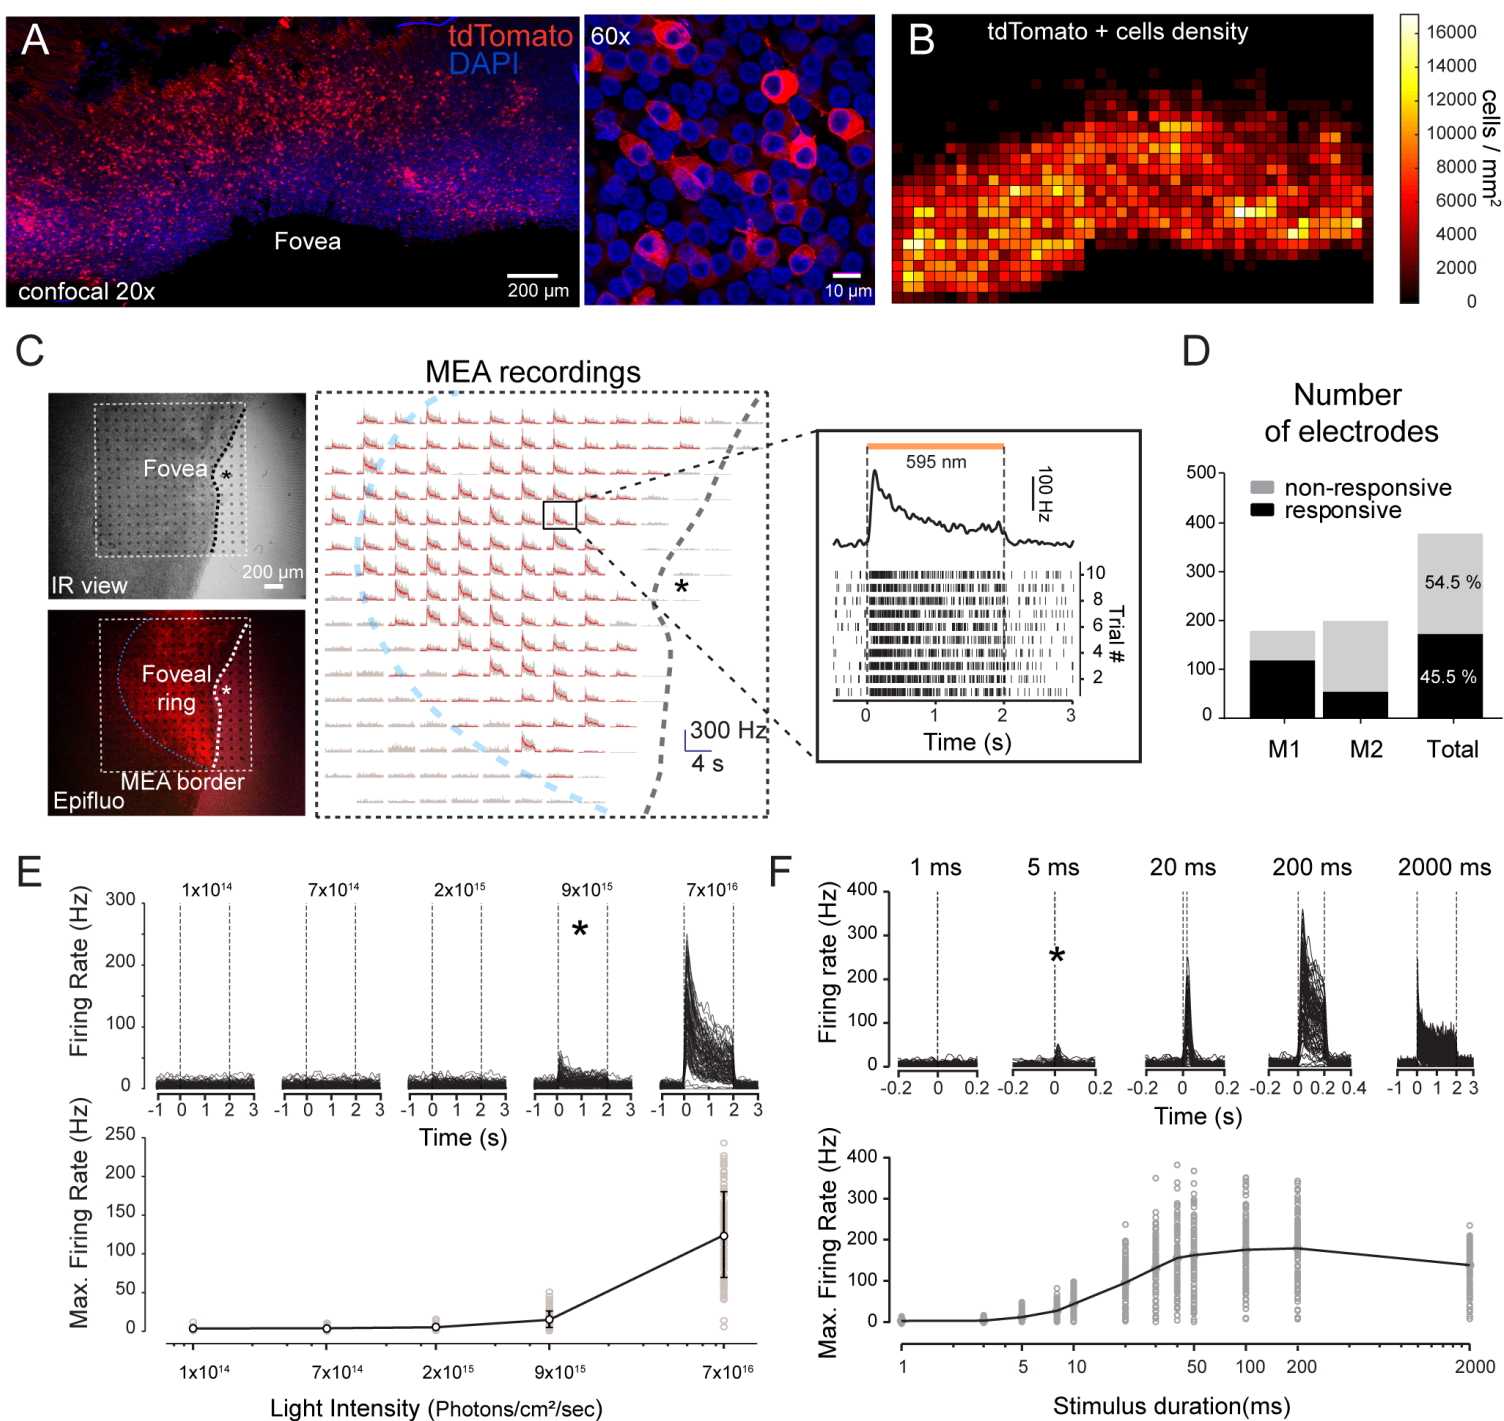 A
tdTomato
DAPI
Fovea
confocal 20x
200 µm
60x
10 µm
B
tdTomato + cells density
16000
14000
12000
10000
8000
6000
4000
2000
0
cells / mm²
C
MEA recordings
Fovea
*
IR view
200 µm
Foveal
ring
*
MEA border
Epifluo
*
300 Hz
4 s
595 nm
100 Hz
10
8
6
4
2
Trial #
0 1 2 3
Time (s)
D
Number
of electrodes
500
400
300
200
100
0
non-responsive
responsive
54.5 %
45.5 %
M1 M2 Total
E
Firing Rate (Hz)
300
200
100
0
1x10¹⁴ 7x10¹⁴ 2x10¹⁵ 9x10¹⁵ 7x10¹⁶
*
-1 0 1 2 3 -1 0 1 2 3 -1 0 1 2 3 -1 0 1 2 3 -1 0 1 2 3
Time (s)
Max. Firing Rate (Hz)
250
200
150
100
50
0
1x10¹⁴ 7x10¹⁴ 2x10¹⁵ 9x10¹⁵ 7x10¹⁶
Light Intensity (Photons/cm²/sec)
F
1 ms 5 ms 20 ms 200 ms 2000 ms
Firing rate (Hz)
400
300
200
100
0
*
-0.2 0 0.2 -0.2 0 0.2 -0.2 0 0.2 -0.2 0 0.2 0.4 -1 0 1 2 3
Time (s)
Max. Firing Rate (Hz)
400
300
200
100
0
1 5 10 50 100 200 2000
Stimulus duration(ms)